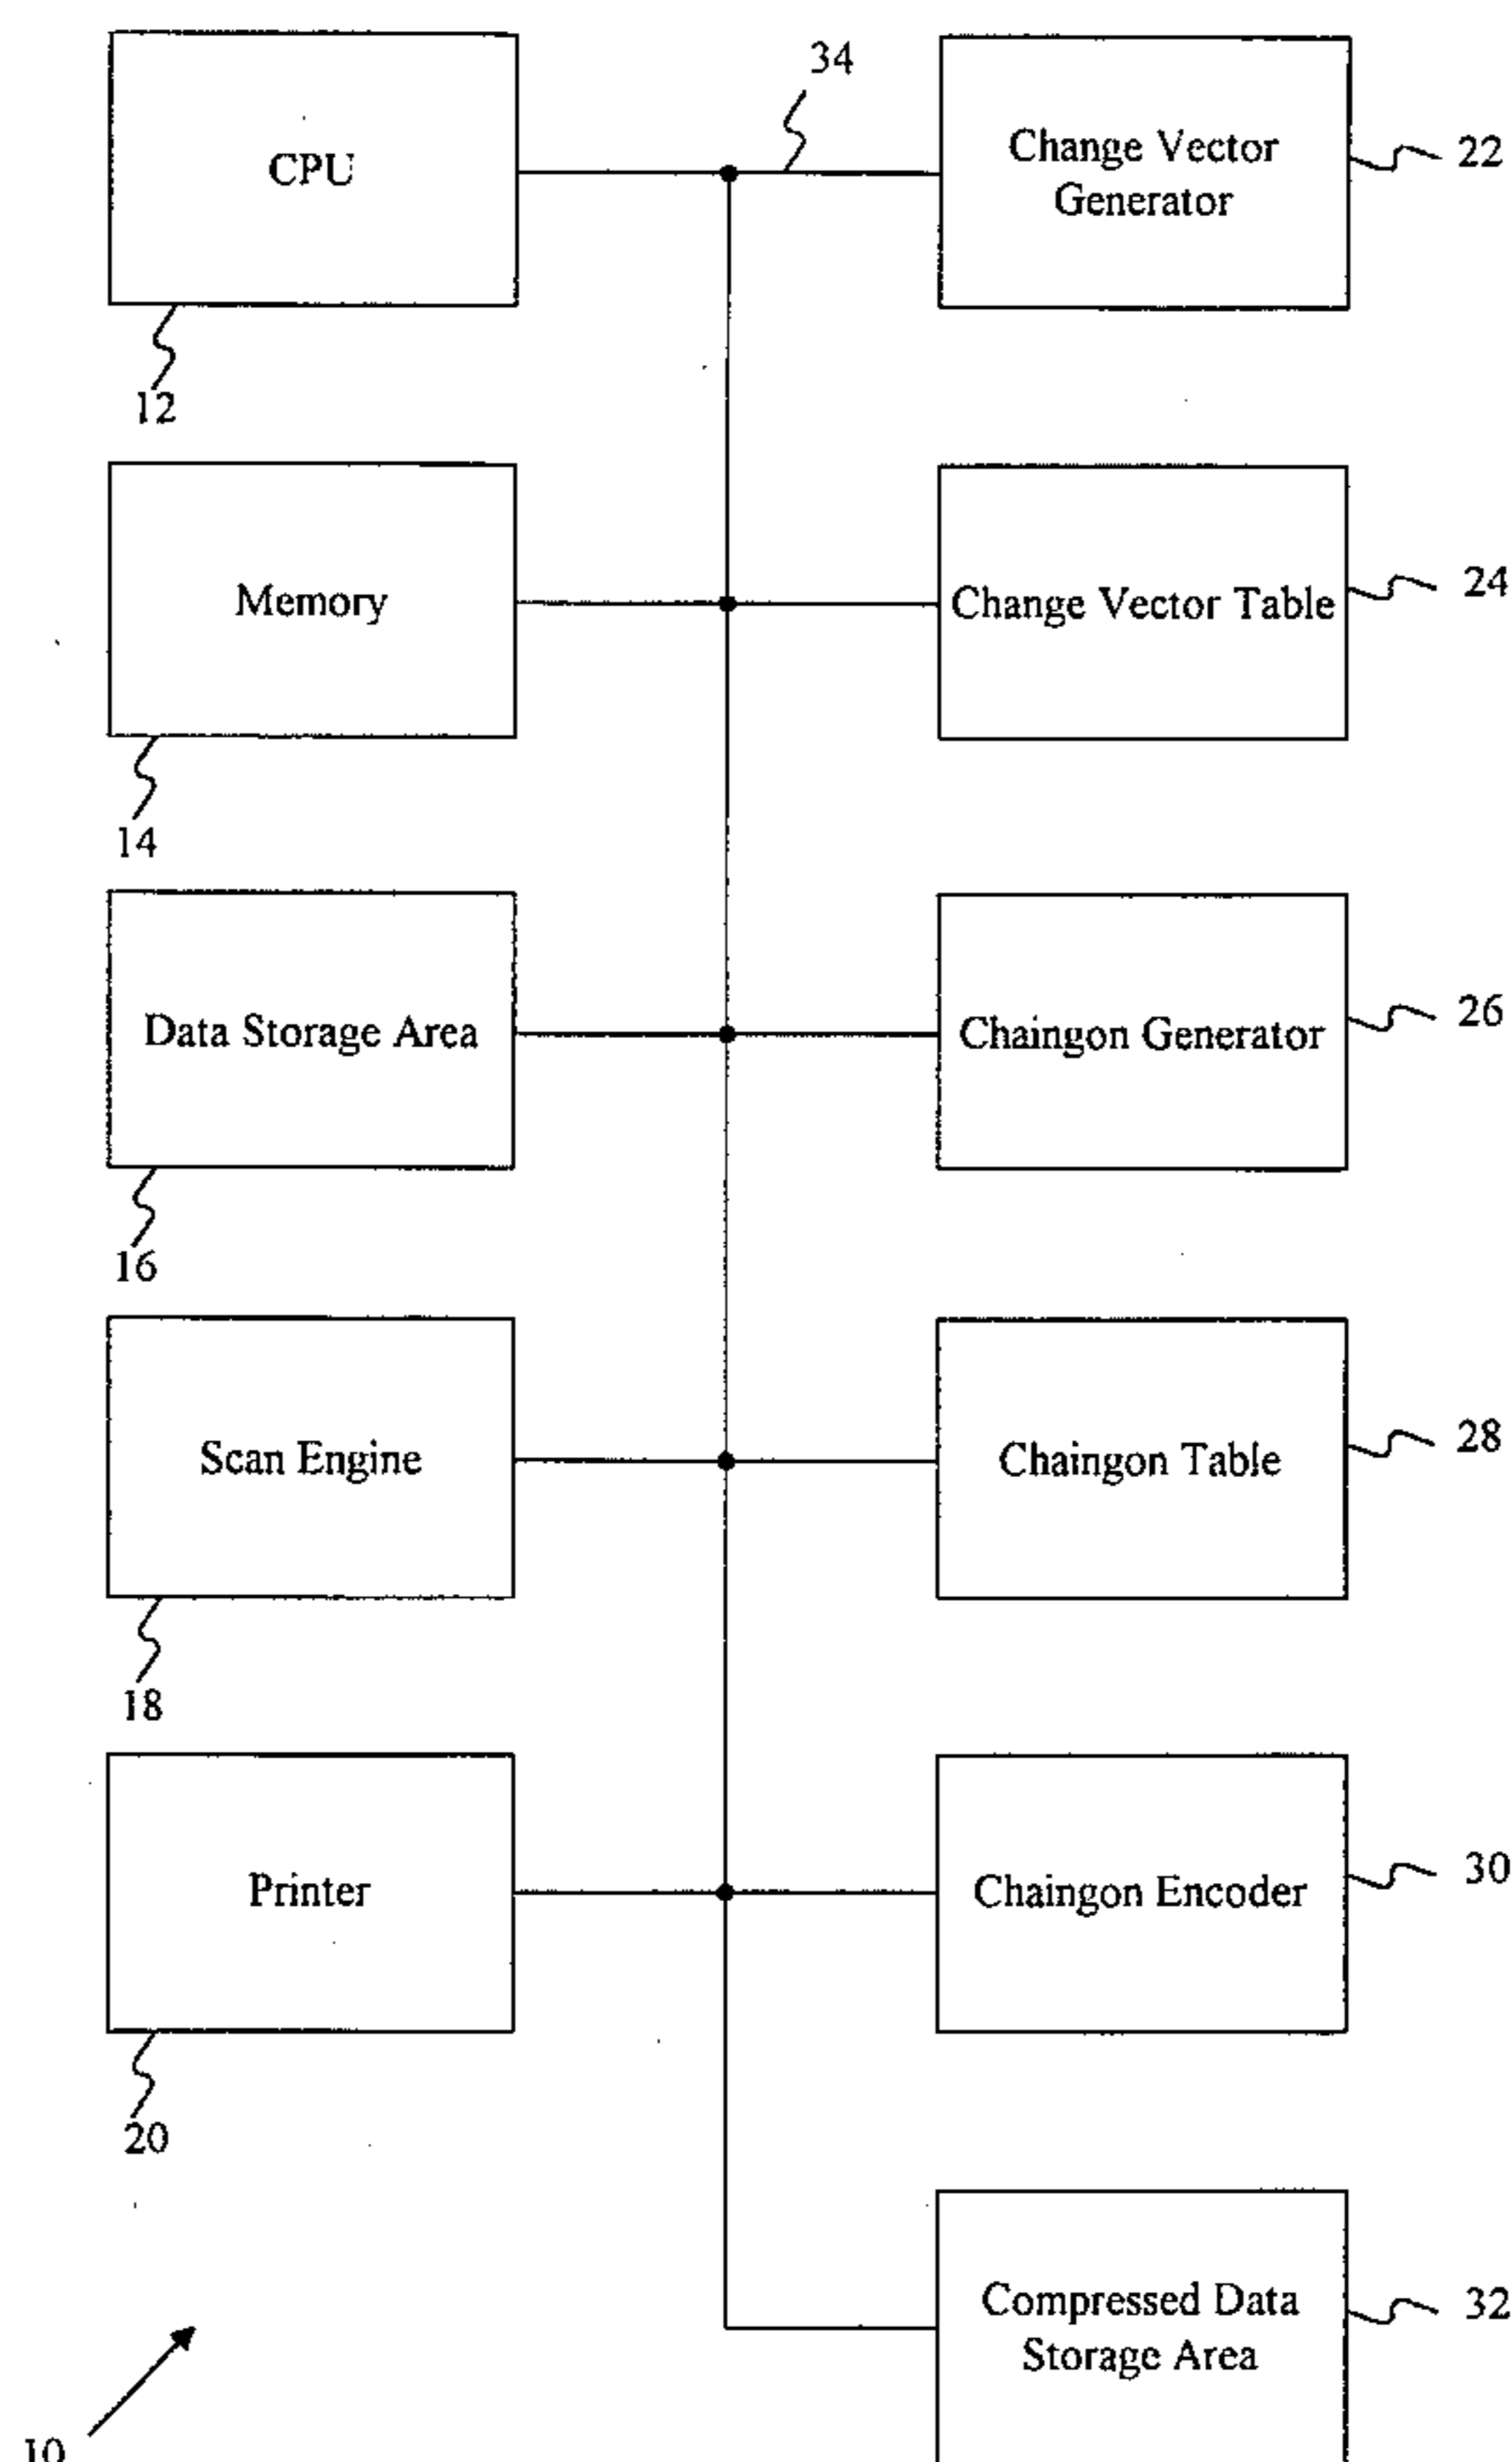 34
CPU
Change Vector
Generator
22
12
Memory
Change Vector Table
24
14
Data Storage Area
Chaingon Generator
26
16
Scan Engine
Chaingon Table
28
18
Printer
Chaingon Encoder
30
20
Compressed Data
Storage Area
32
10